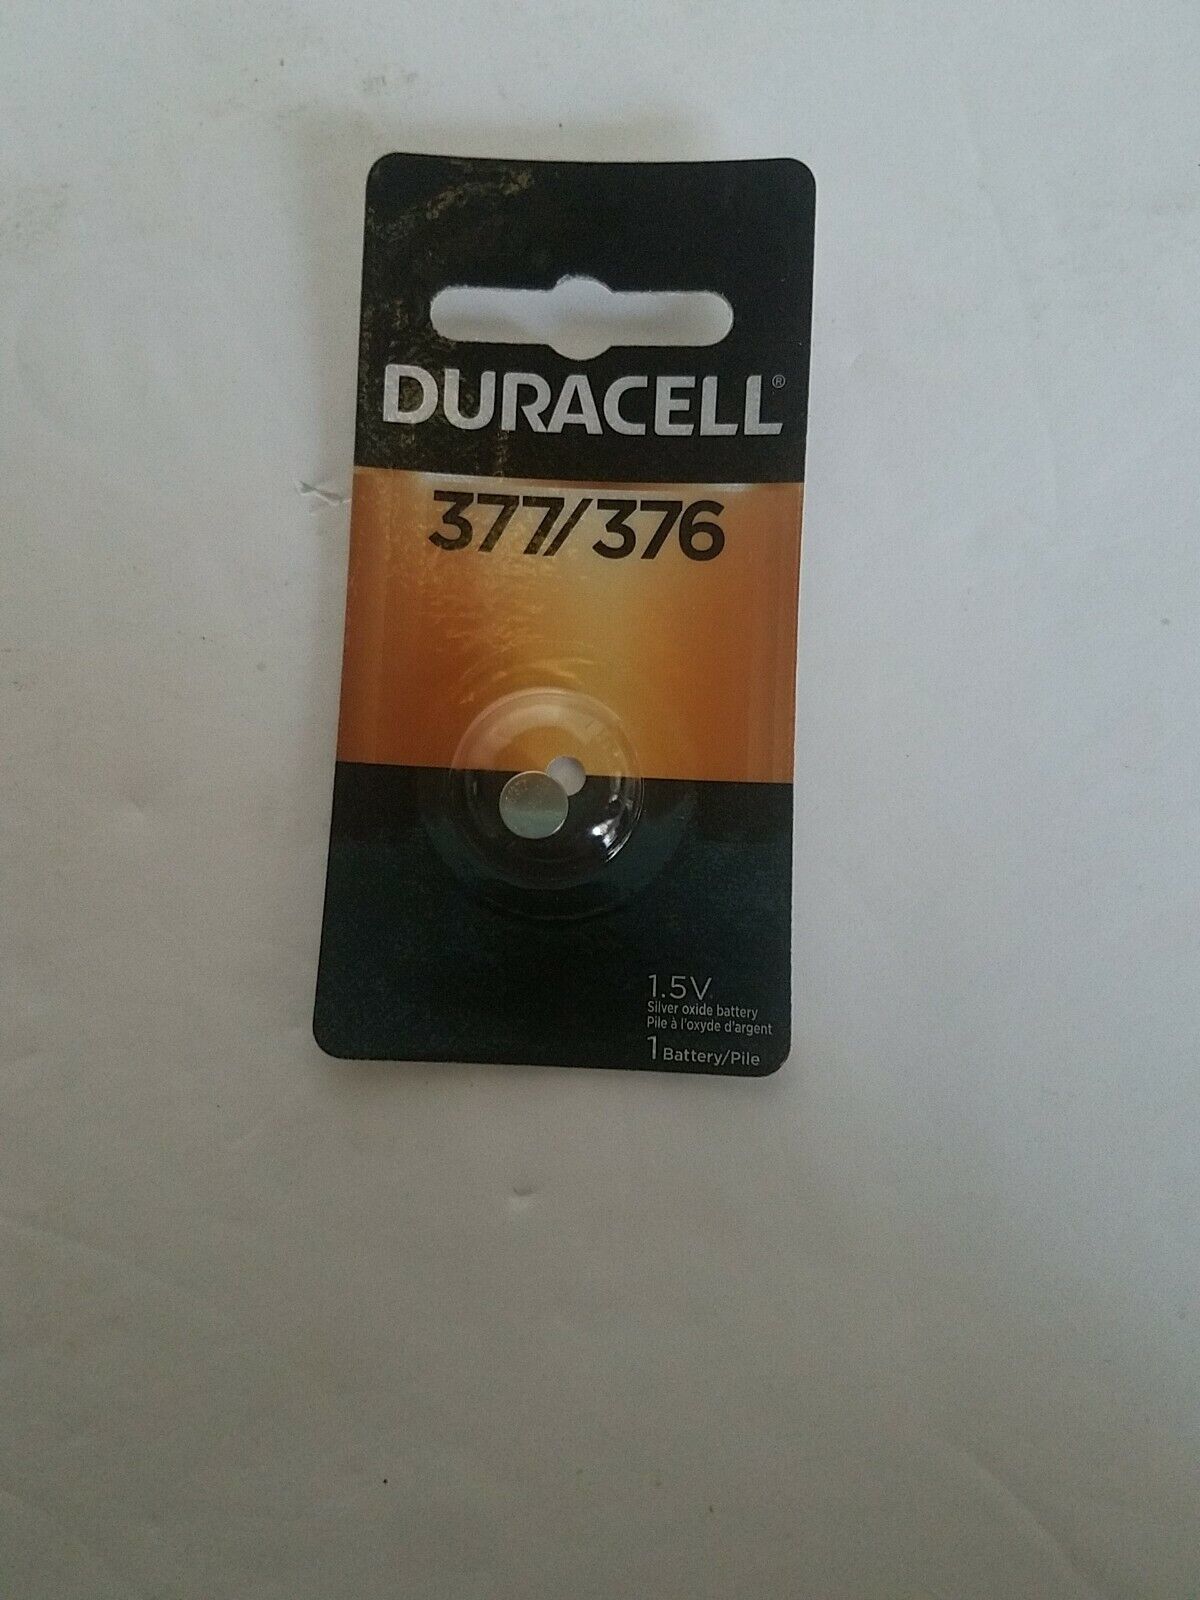 DURACELL®
377/376
1.5V
Silver oxide battery
Pile à l'oxyde d'argent
1 Battery/Pile